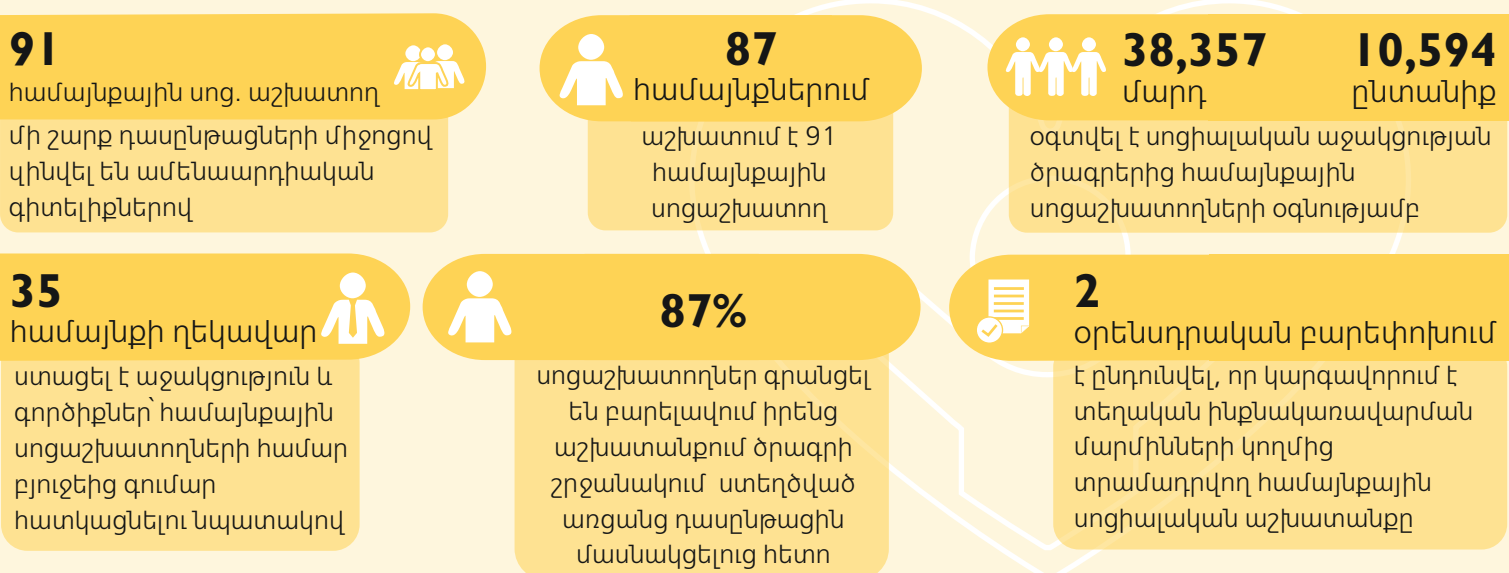 91
համայնքային սոց. աշխատող
մի շարք դասընթացների միջոցով
զինվել են ամենաարդիական
գիտելիքներով
87
համայնքներում
աշխատում է 91
համայնքային
սոցաշխատող
38,357 10,594
մարդ ընտանիք
օգտվել է սոցիալական աջակցության
ծրագրերից համայնքային
սոցաշխատողների օգնությամբ
35
համայնքի ղեկավար
ստացել է աջակցություն և
գործիքներ՝ համայնքային
սոցաշխատողների համար
բյուջեից գումար
հատկացնելու նպատակով
87%
սոցաշխատողներ գրանցել
են բարելավում իրենց
աշխատանքում ծրագրի
շրջանակում ստեղծված
առցանց դասընթացին
մասնակցելուց հետո
2
օրենսդրական բարեփոխում
է ընդունվել, որ կարգավորում է
տեղական ինքնակառավարման
մարմինների կողմից
տրամադրվող համայնքային
սոցիալական աշխատանքը